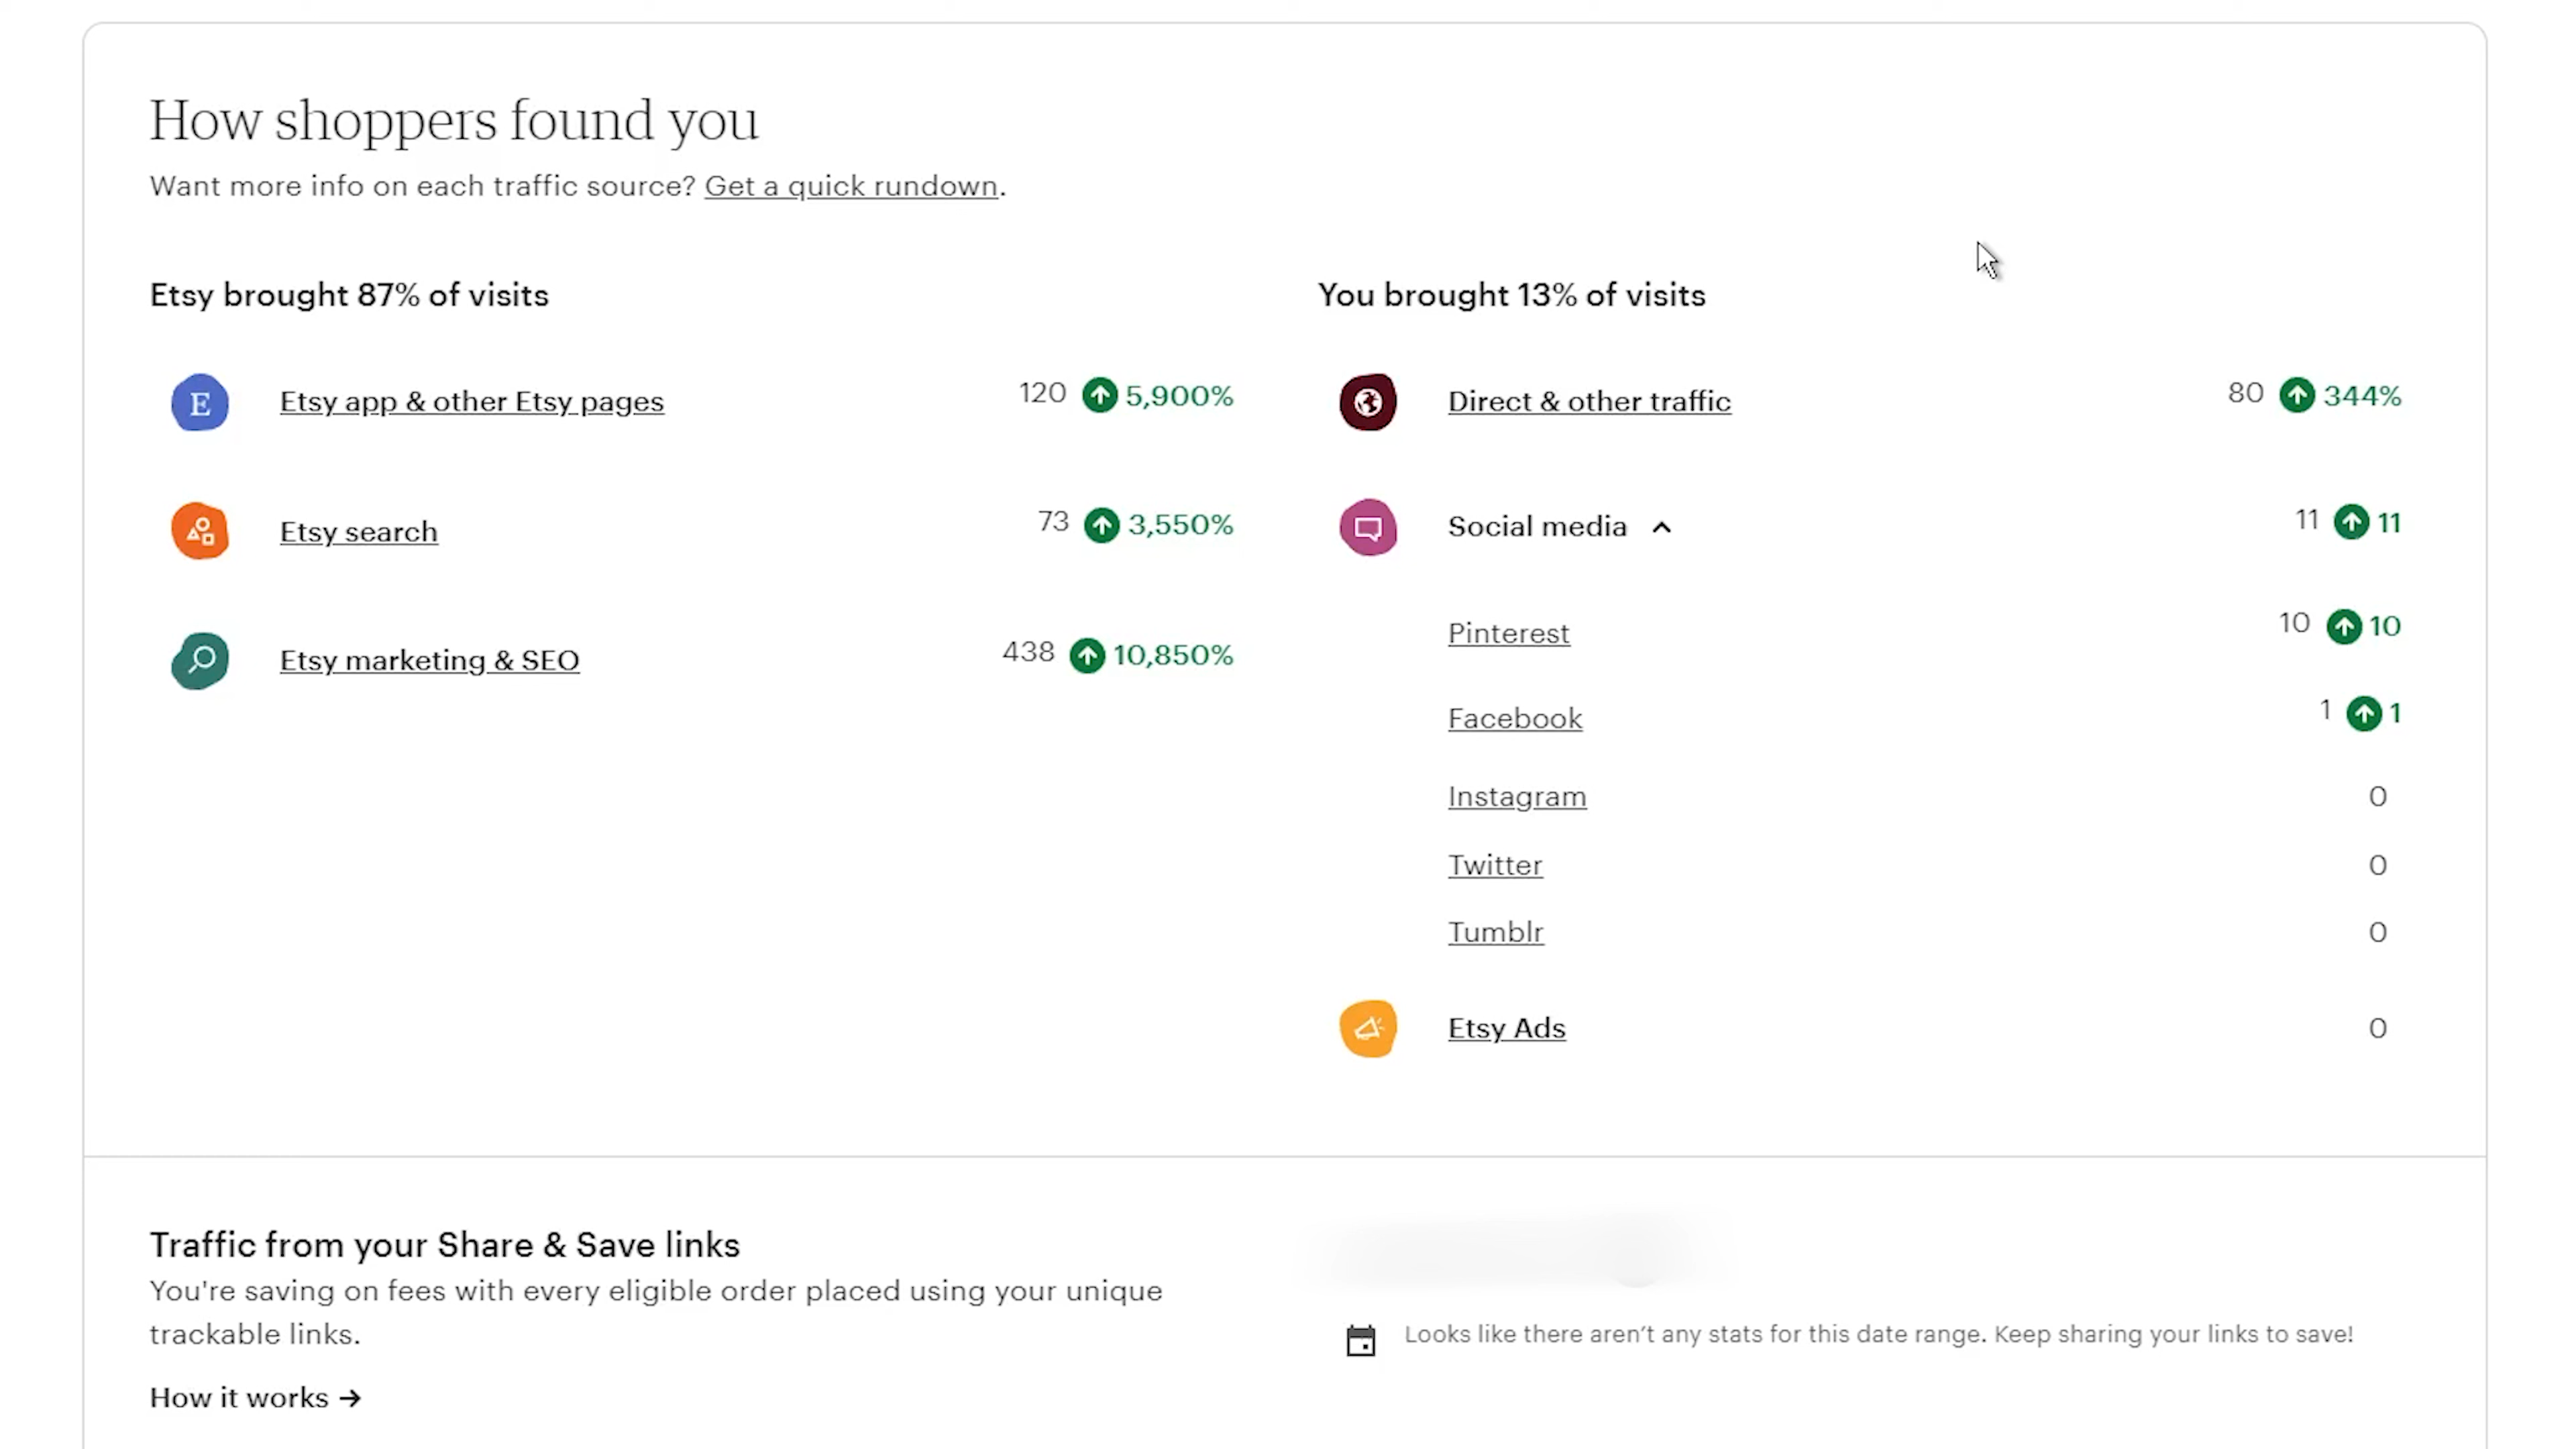 How shoppers found you
Want more info on each traffic source? Get a quick rundown.
Etsy brought 87% of visits
E Etsy app & other Etsy pages 120 5,900%
Etsy search 73 3,550%
Etsy marketing & SEO 438 10,850%
You brought 13% of visits
Direct & other traffic 80 344%
Social media 11 11
Pinterest 10 10
Facebook 1 1
Instagram 0
Twitter 0
Tumblr 0
Etsy Ads 0
Traffic from your Share & Save links
You're saving on fees with every eligible order placed using your unique
trackable links.
How it works →
Looks like there aren't any stats for this date range. Keep sharing your links to save!